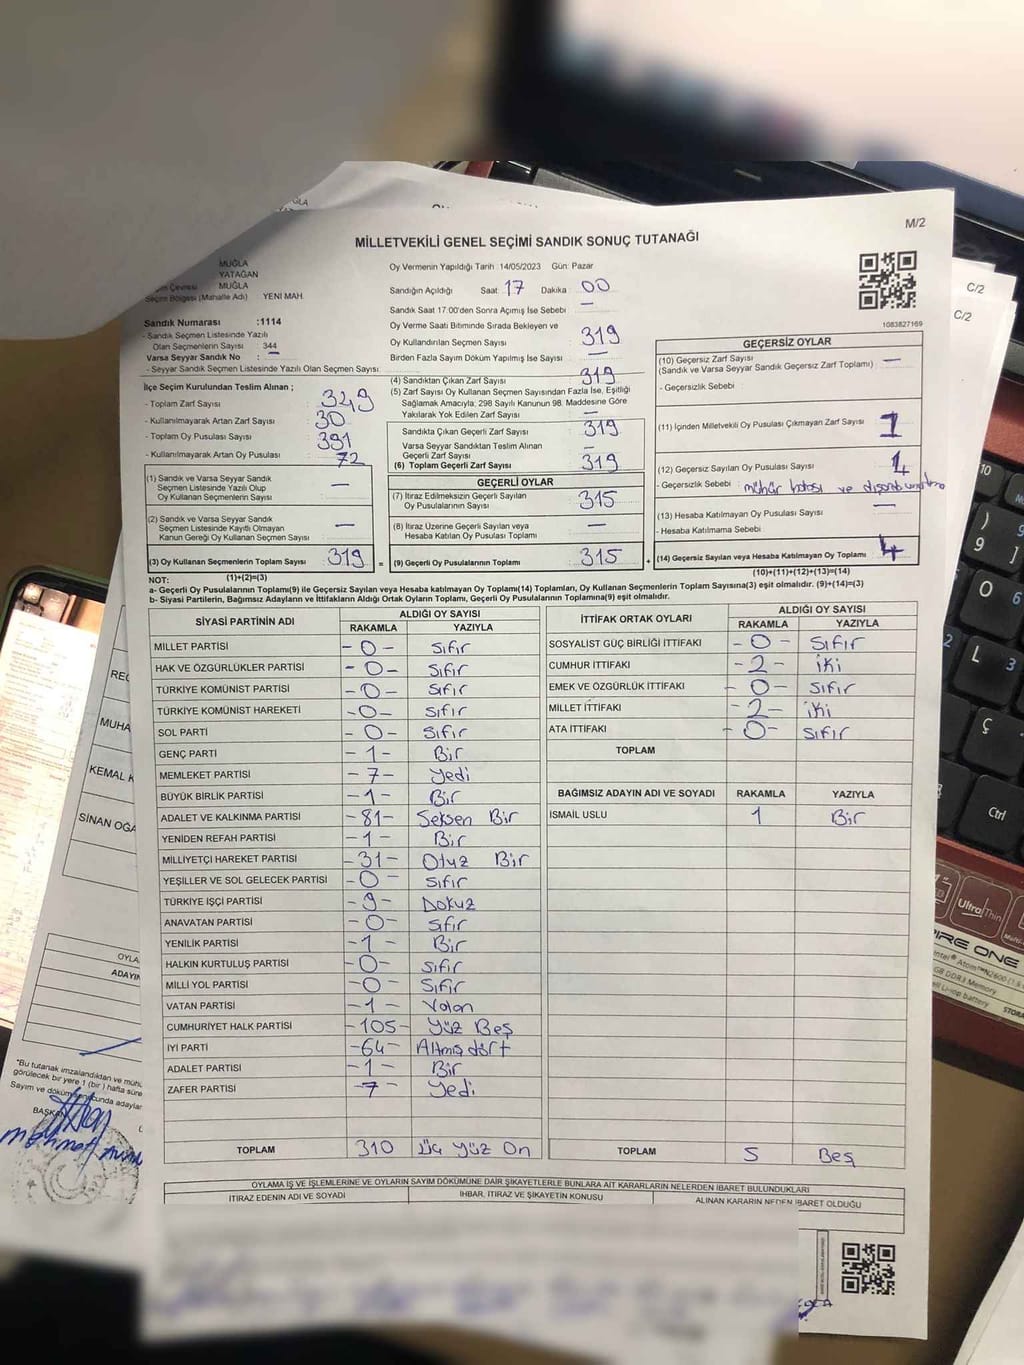 M/2
MİLLETVEKİLİ GENEL SEÇİMİ SANDIK SONUÇ TUTANAĞI
MUĞLA
YATAĞAN
MUĞLA
Seçim Bölgesi (Mahalle Adı) YENİ MAH.
Sandık Numarası :1114
- Sandık Seçmen Listesinde Yazılı
Olan Seçmenlerin Sayısı 344
Varsa Seyyar Sandık No : —
- Seyyar Sandık Seçmen Listesinde Yazılı Olan Seçmen Sayısı:
Oy Vermenin Yapıldığı Tarih :14/05/2023 Gün: Pazar
Sandığın Açıldığı Saat: 17 Dakika: 00
Sandık Saat 17.00'den Sonra Açılmış İse Sebebi —
Oy Verme Saati Bitiminde Sırada Bekleyen ve
Oy Kullandırılan Seçmen Sayısı : 319
Birden Fazla Sayım Döküm Yapılmış İse Sayısı : —
1083827169
İlçe Seçim Kurulundan Teslim Alınan ;
- Toplam Zarf Sayısı : 349
- Kullanılmayarak Artan Zarf Sayısı : 30
- Toplam Oy Pusulası Sayısı : 391
- Kullanılmayarak Artan Oy Pusulası : 72
(1) Sandık ve Varsa Seyyar Sandık
Seçmen Listesinde Yazılı Olup
Oy Kullanan Seçmenlerin Sayısı : —
(2) Sandık ve Varsa Seyyar Sandık
Seçmen Listesinde Kayıtlı Olmayan
Kanun Gereği Oy Kullanan Seçmen Sayısı : —
(3) Oy Kullanan Seçmenlerin Toplam Sayısı : 319
(1)+(2)=(3)
(4) Sandıktan Çıkan Zarf Sayısı : 319
(5) Zarf Sayısı Oy Kullanan Seçmen Sayısından Fazla İse, Eşitliği
Sağlamak Amacıyla; 298 Sayılı Kanunun 98. Maddesine Göre
Yakılarak Yok Edilen Zarf Sayısı : —
Sandıkta Çıkan Geçerli Zarf Sayısı : 319
Varsa Seyyar Sandıktan Teslim Alınan
Geçerli Zarf Sayısı : —
(6) Toplam Geçerli Zarf Sayısı : 319
GEÇERLİ OYLAR
(7) İtiraz Edilmeksizin Geçerli Sayılan
Oy Pusulalarının Sayısı : 315
(8) İtiraz Üzerine Geçerli Sayılan veya
Hesaba Katılan Oy Pusulası Toplamı : —
= (9) Geçerli Oy Pusulalarının Toplamı : 315
GEÇERSİZ OYLAR
(10) Geçersiz Zarf Sayısı
(Sandık ve Varsa Seyyar Sandık Geçersiz Zarf Toplamı) : —
- Geçersizlik Sebebi :
(11) İçinden Milletvekili Oy Pusulası Çıkmayan Zarf Sayısı :
(12) Geçersiz Sayılan Oy Pusulası Sayısı :
- Geçersizlik Sebebi : mühür hatası ve
(13) Hesaba Katılmayan Oy Pusulası Sayısı : —
- Hesaba Katılmama Sebebi :
+ (14) Geçersiz Sayılan veya Hesaba Katılmayan Oy Toplamı : 4
(10)+(11)+(12)+(13)=(14)
NOT:
a- Geçerli Oy Pusulalarının Toplamı(9) ile Geçersiz Sayılan veya Hesaba katılmayan Oy Toplamı(14) Toplamları, Oy Kullanan Seçmenlerin Toplam Sayısına(3) eşit olmalıdır. (9)+(14)=(3)
b- Siyasi Partilerin, Bağımsız Adayların ve İttifakların Aldığı Ortak Oyların Toplamı, Geçerli Oy Pusulalarının Toplamına(9) eşit olmalıdır.
SİYASİ PARTİNİN ADI ALDIĞI OY SAYISI
RAKAMLA YAZIYLA
MİLLET PARTİSİ -0- Sıfır
HAK VE ÖZGÜRLÜKLER PARTİSİ -0- Sıfır
TÜRKİYE KOMÜNİST PARTİSİ -0- Sıfır
TÜRKİYE KOMÜNİST HAREKETİ -0- Sıfır
SOL PARTİ -0- Sıfır
GENÇ PARTİ -1- Bir
MEMLEKET PARTİSİ -7- Yedi
BÜYÜK BİRLİK PARTİSİ -1- Bir
ADALET VE KALKINMA PARTİSİ -81- Seksen Bir
YENİDEN REFAH PARTİSİ -1- Bir
MİLLİYETÇİ HAREKET PARTİSİ -31- Otuz Bir
YEŞİLLER VE SOL GELECEK PARTİSİ -0- Sıfır
TÜRKİYE İŞÇİ PARTİSİ -9- Dokuz
ANAVATAN PARTİSİ -0- Sıfır
YENİLİK PARTİSİ -1- Bir
HALKIN KURTULUŞ PARTİSİ -0- Sıfır
MİLLİ YOL PARTİSİ -0- Sıfır
VATAN PARTİSİ -1-
CUMHURİYET HALK PARTİSİ -105- Yüz Beş
İYİ PARTİ -64- Altmış dört
ADALET PARTİSİ -1- Bir
ZAFER PARTİSİ -7- Yedi
TOPLAM 310 Üç Yüz On
İTTİFAK ORTAK OYLARI ALDIĞI OY SAYISI
RAKAMLA YAZIYLA
SOSYALİST GÜÇ BİRLİĞİ İTTİFAKI -0- Sıfır
CUMHUR İTTİFAKI -2- iki
EMEK VE ÖZGÜRLÜK İTTİFAKI -0- Sıfır
MİLLET İTTİFAKI -2- iki
ATA İTTİFAKI -0- Sıfır
TOPLAM
BAĞIMSIZ ADAYIN ADI VE SOYADI RAKAMLA YAZIYLA
İSMAİL USLU 1 Bir
TOPLAM 5 Beş
OYLAMA İŞ VE İŞLEMLERİNE VE OYLARIN SAYIM DÖKÜMÜNE DAİR ŞİKAYETLERLE BUNLARA AİT KARARLARIN NELERDEN İBARET BULUNDUKLARI
İTİRAZ EDENİN ADI VE SOYADI İHBAR, İTİRAZ VE ŞİKAYETİN KONUSU ALINAN KARARIN NEDEN İBARET OLDUĞU
C/2
C/2
REC
MUHA
KEMAL K
SİNAN OĞA
OYLA
ADAYIN
*Bu tutanak imzalandıktan ve mühü
görülecek bir yere 1 (bir) hafta süre
Sayım ve döküm sonucunda adaylar
BAŞKAN
Ctrl
UltraThin
PIRE ONE
Intel® Atom™N2600
GB DDR3 Memory
Li-ion battery